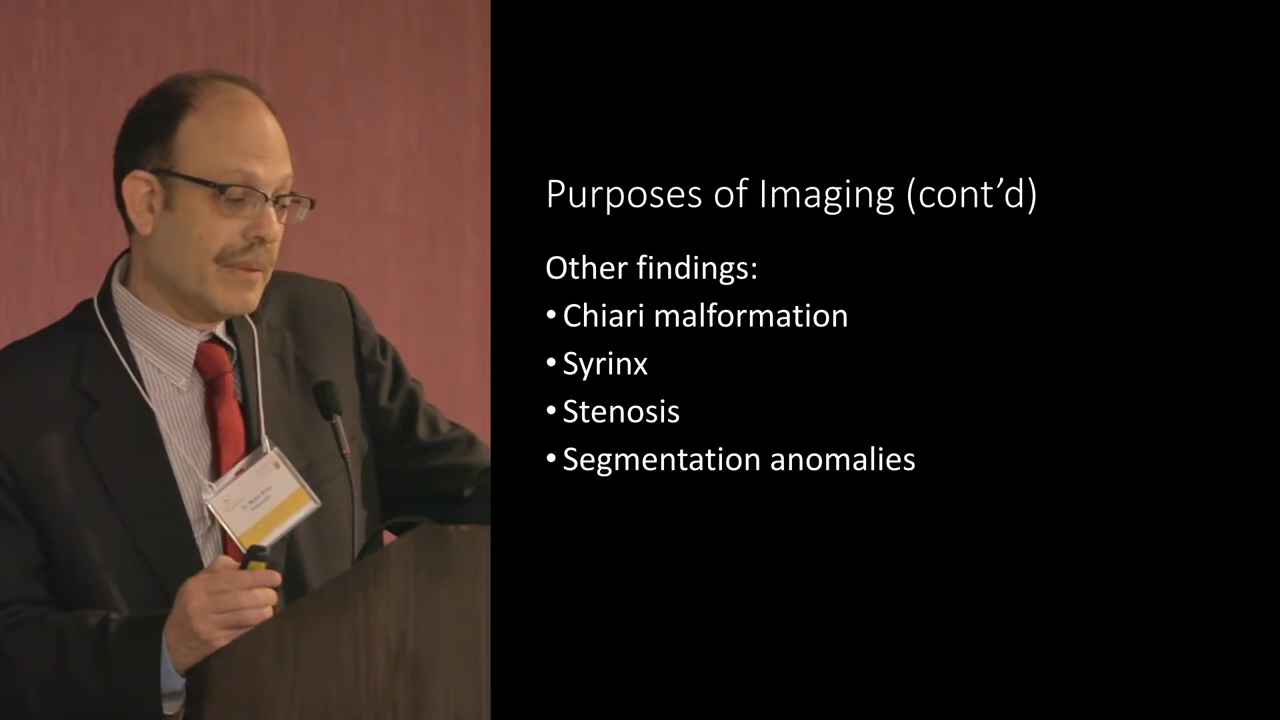 Purposes of Imaging (cont’d)
Other findings:
• Chiari malformation
• Syrinx
• Stenosis
• Segmentation anomalies